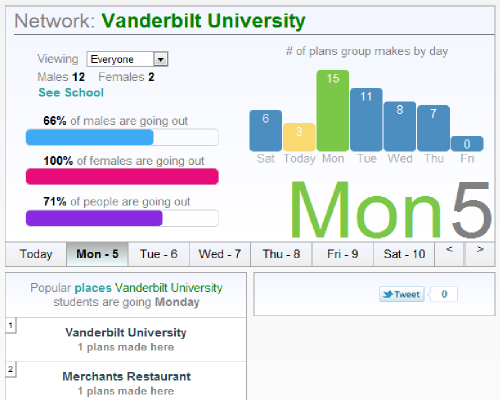 Network: Vanderbilt University
Viewing Everyone
Males 12 Females 2
See School
66% of males are going out
100% of females are going out
71% of people are going out
# of plans group makes by day
6 3 15 11 8 7 0
Sat Today Mon Tue Wed Thu Fri
Mon5
Today Mon - 5 Tue - 6 Wed - 7 Thu - 8 Fri - 9 Sat - 10 < >
Popular places Vanderbilt University
students are going Monday
1
Vanderbilt University
1 plans made here
2
Merchants Restaurant
1 plans made here
Tweet 0